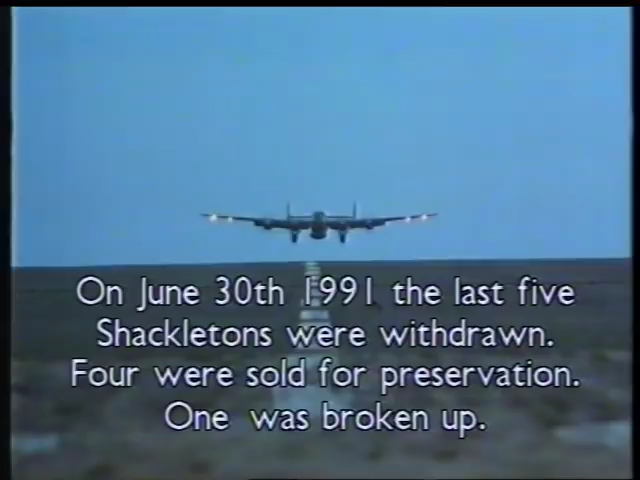 On June 30th 1991 the last five
Shackletons were withdrawn.
Four were sold for preservation.
One was broken up.